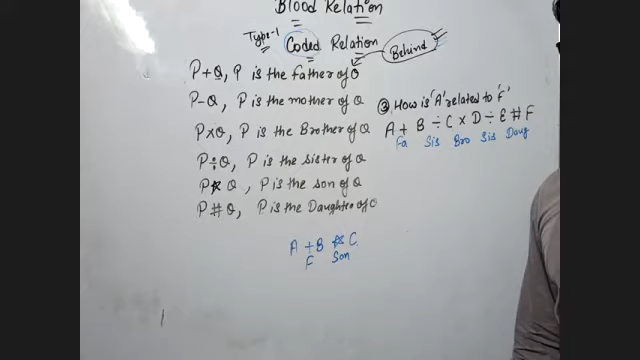 Blood Relation
Type-1
Coded Relation
Behind
P+Q, P is the father of Q
P-Q, P is the mother of Q
P×Q, P is the Brother of Q
P÷Q, P is the sister of Q
P☆Q, P is the son of Q
P#Q, P is the Daughter of Q
③ How is 'A' related to 'F'
A + B ÷ C × D ÷ E # F
Fa Sis Bro Sis Daug
A + B ☆ C
F Son